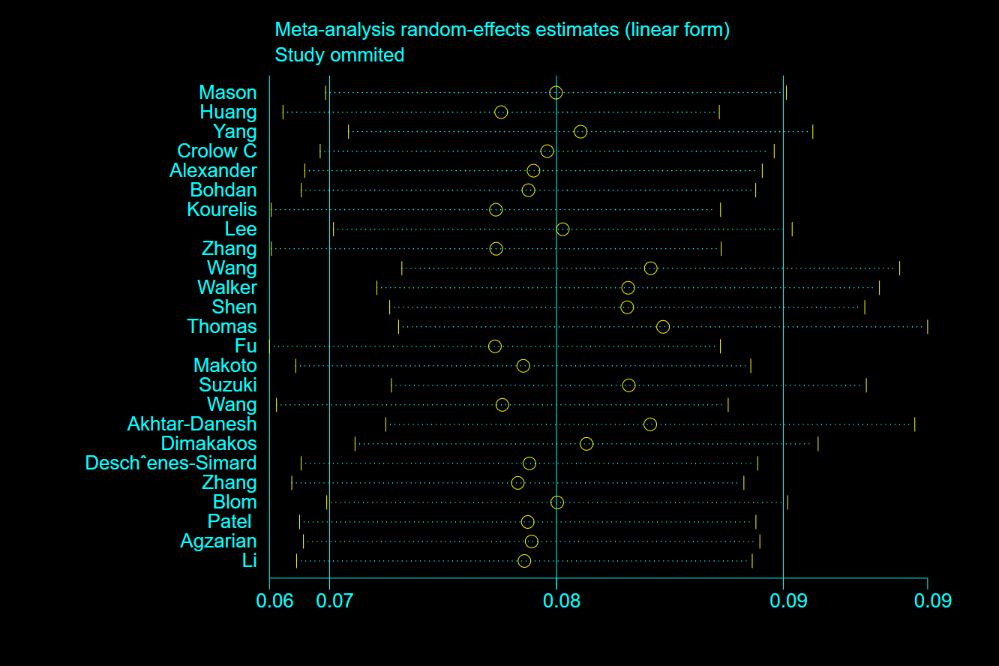 Meta-analysis random-effects estimates (linear form)
Study ommited
Mason
Huang
Yang
Crolow C
Alexander
Bohdan
Kourelis
Lee
Zhang
Wang
Walker
Shen
Thomas
Fu
Makoto
Suzuki
Wang
Akhtar-Danesh
Dimakakos
Deschˆenes-Simard
Zhang
Blom
Patel
Agzarian
Li
0.06 0.07 0.08 0.09 0.09